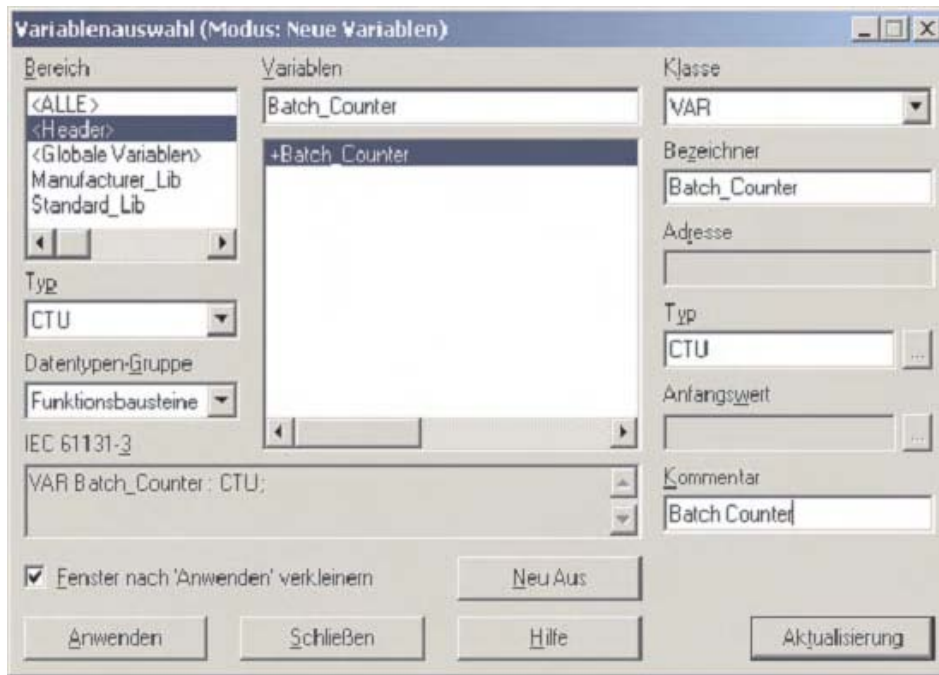 Variablenauswahl (Modus: Neue Variablen)
Bereich
<ALLE>
<Header>
<Globale Variablen>
Manufacturer_Lib
Standard_Lib
Typ
CTU
Datentypen-Gruppe
Funktionsbausteine
Variablen
Batch_Counter
+Batch_Counter
IEC 61131-3
VAR Batch_Counter : CTU;
Klasse
VAR
Bezeichner
Batch_Counter
Adresse
Typ
CTU
...
Anfangswert
...
Kommentar
Batch Counter
Fenster nach 'Anwenden' verkleinern
Neu Aus
Anwenden
Schließen
Hilfe
Aktualisierung